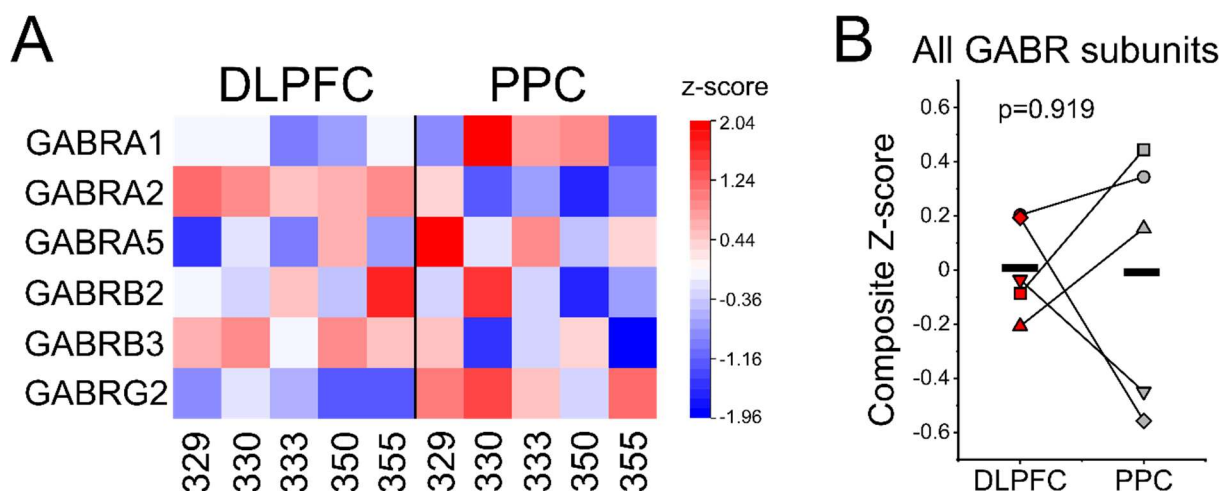 A
DLPFC PPC
z-score
GABRA1
GABRA2
GABRA5
GABRB2
GABRB3
GABRG2
2.04
1.24
0.44
-0.36
-1.16
-1.96
329 330 333 350 355 329 330 333 350 355
B All GABR subunits
p=0.919
Composite Z-score
0.6
0.4
0.2
0
-0.2
-0.4
-0.6
DLPFC PPC